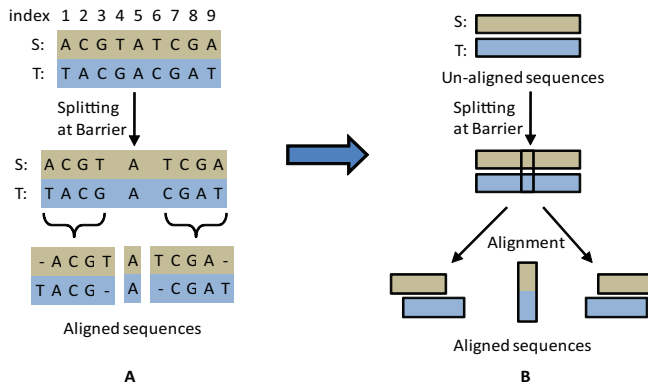 index 1 2 3 4 5 6 7 8 9
S: A C G T A T C G A
T: T A C G A C G A T
Splitting
at Barrier
S: A C G T A T C G A
T: T A C G A C G A T
- A C G T A T C G A -
T A C G - A - C G A T
Aligned sequences
A
S:
T:
Un-aligned sequences
Splitting
at Barrier
Alignment
Aligned sequences
B